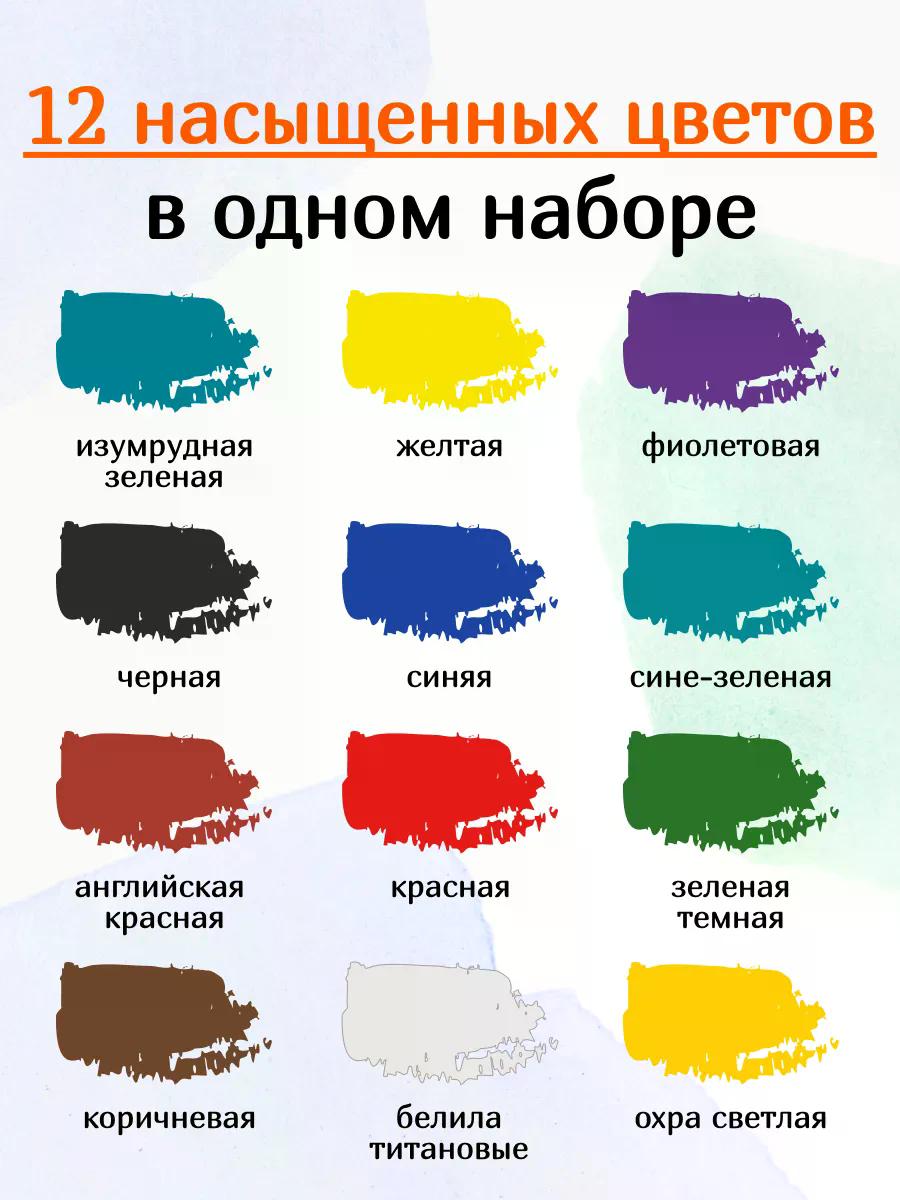 12 насыщенных цветов
в одном наборе
изумрудная
зеленая
желтая
фиолетовая
черная
синяя
сине-зеленая
английская
красная
красная
зеленая
темная
коричневая
белила
титановые
охра светлая